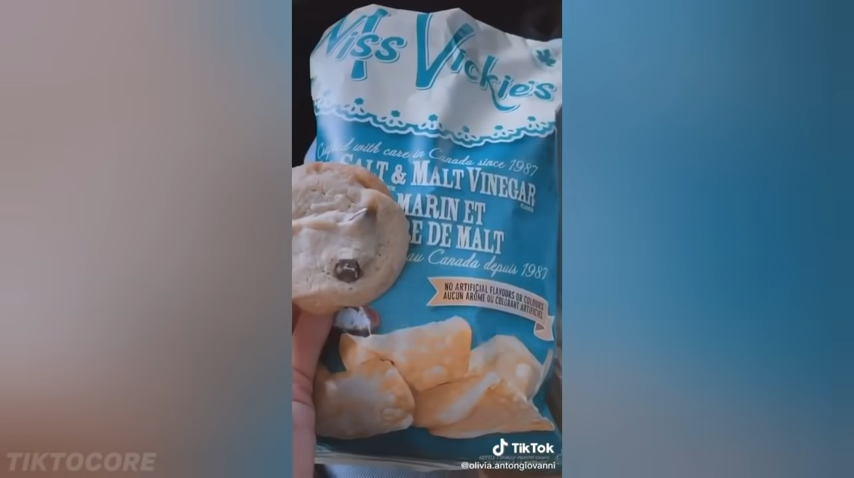 Miss Vickie's
Crafted with care in Canada since 1987
SALT & MALT VINEGAR
MARIN ET
RE DE MALT
au Canada depuis 1987
NO ARTIFICIAL FLAVOURS OR COLOURS
AUCUN ARÔME OU COLORANT ARTIFICIEL
TikTok
@olivia.antongiovanni
TIKTOCORE